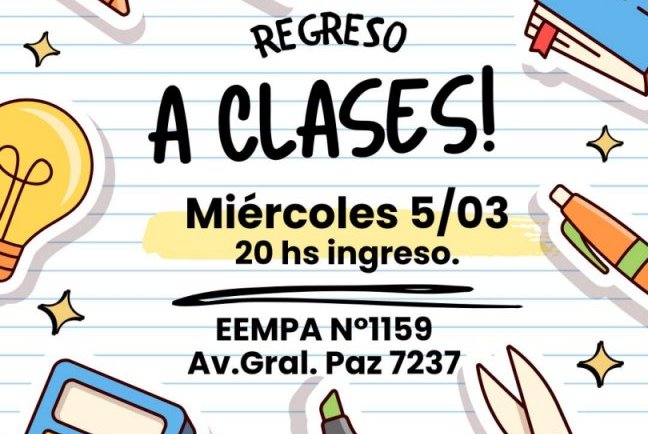 REGRESO
A CLASES!
Miércoles 5/03
20 hs ingreso.
EEMPA N°1159
Av.Gral. Paz 7237